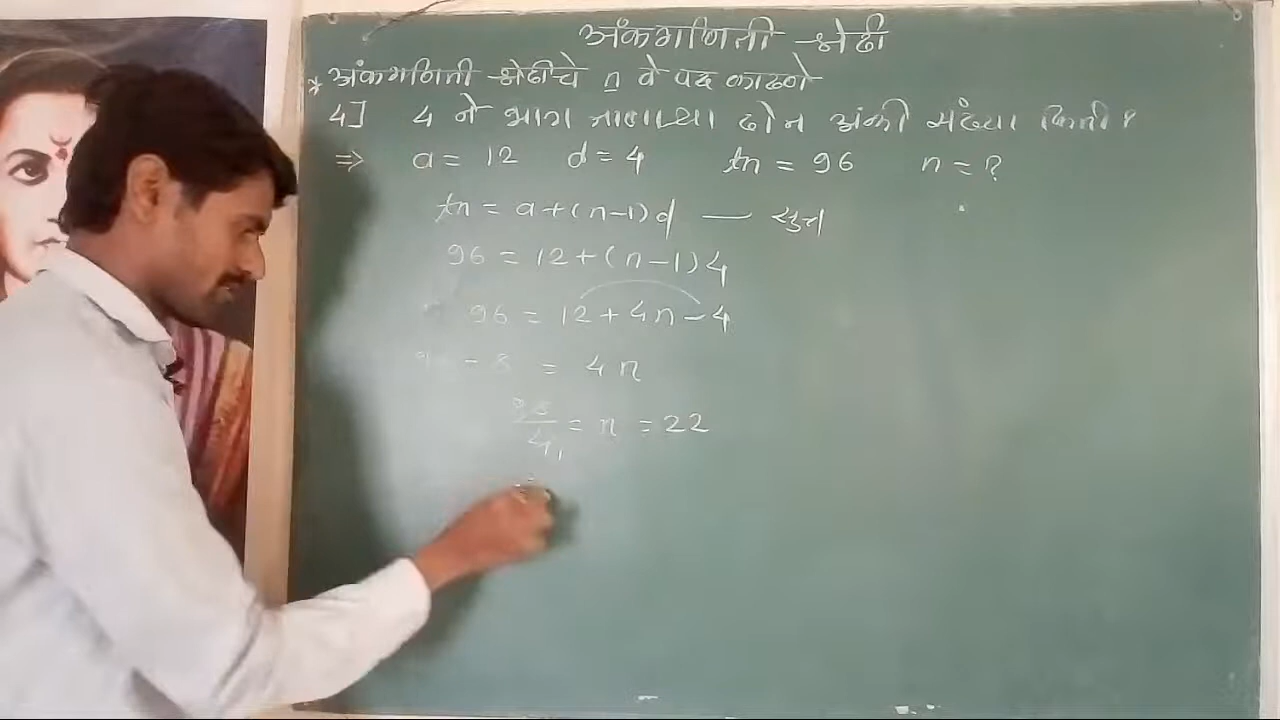 अंकगणिती श्रेढी
* अंकगणिती श्रेढीचे n वे पद काढणे
4] 4 ने भाग जाणाऱ्या दोन अंकी संख्या किती?
⇒ a = 12 d = 4 tn = 96 n = ?
tn = a + (n-1) d — सुत्र
96 = 12 + (n-1) 4
96 = 12 + 4n - 4
- 8 = 4n
= n = 22